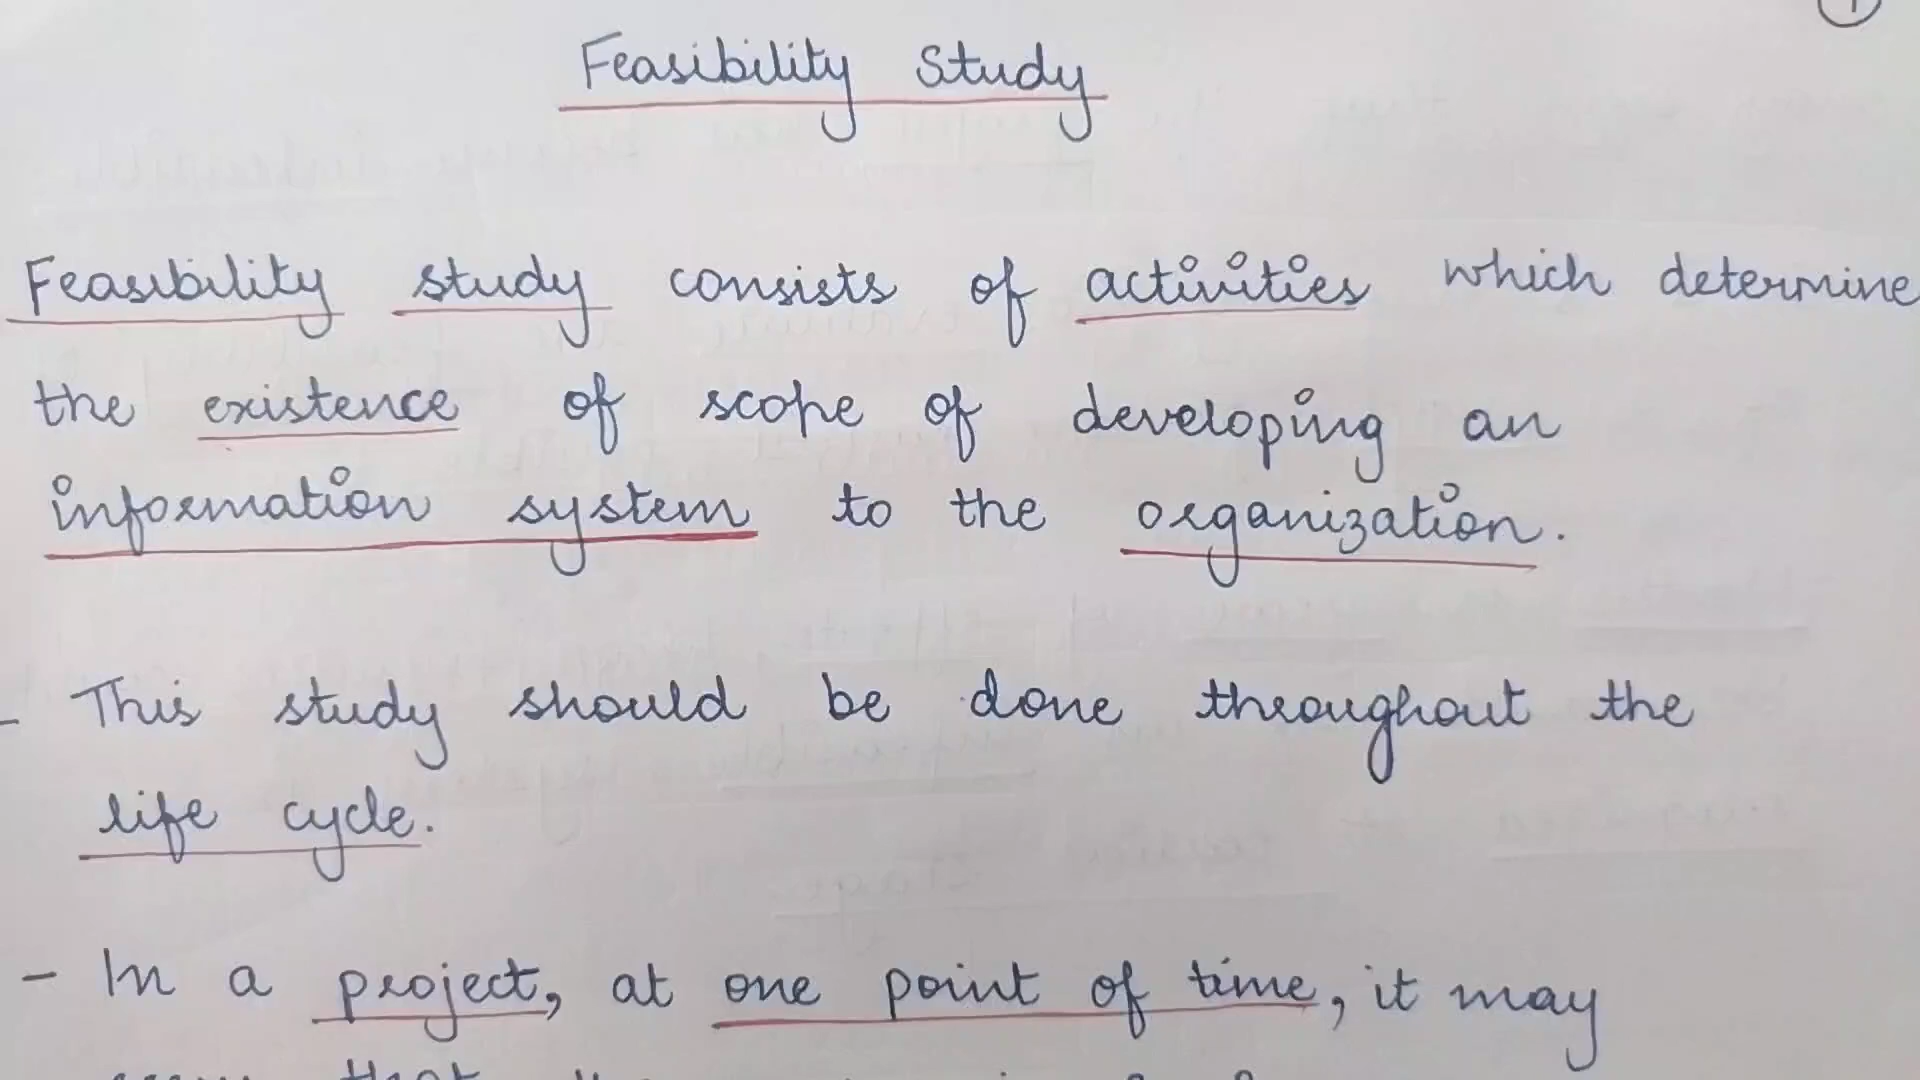 Feasibility Study
Feasibility study consists of activities which determine
the existence of scope of developing an
information system to the organization.
- This study should be done throughout the
life cycle.
- In a project, at one point of time, it may